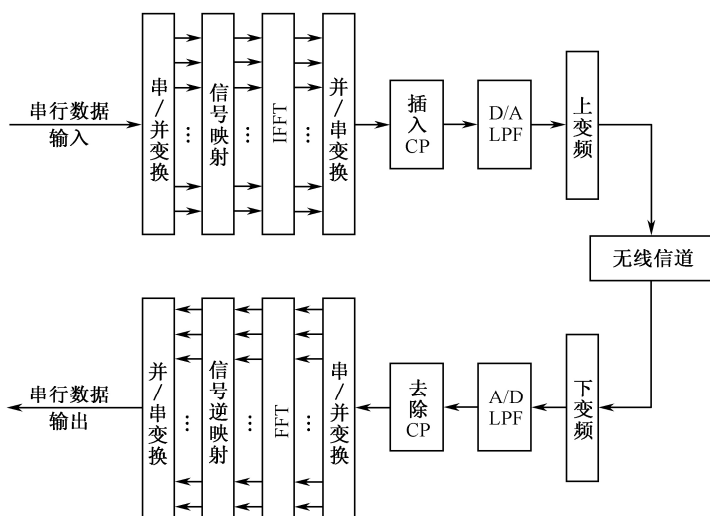 串行数据
输入
串/并变换
信号映射
IFFT
并/串变换
插入
CP
D/A
LPF
上变频
无线信道
串行数据
输出
并/串变换
信号逆映射
FFT
串/并变换
去除
CP
A/D
LPF
下变频